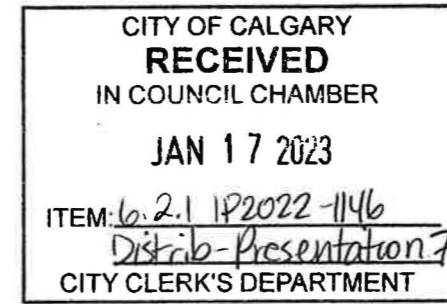 CITY OF CALGARY
RECEIVED
IN COUNCIL CHAMBER
JAN 17 2023
ITEM: 6.2.1 IP2022-1146
Distrib-Presentation 7
CITY CLERK'S DEPARTMENT